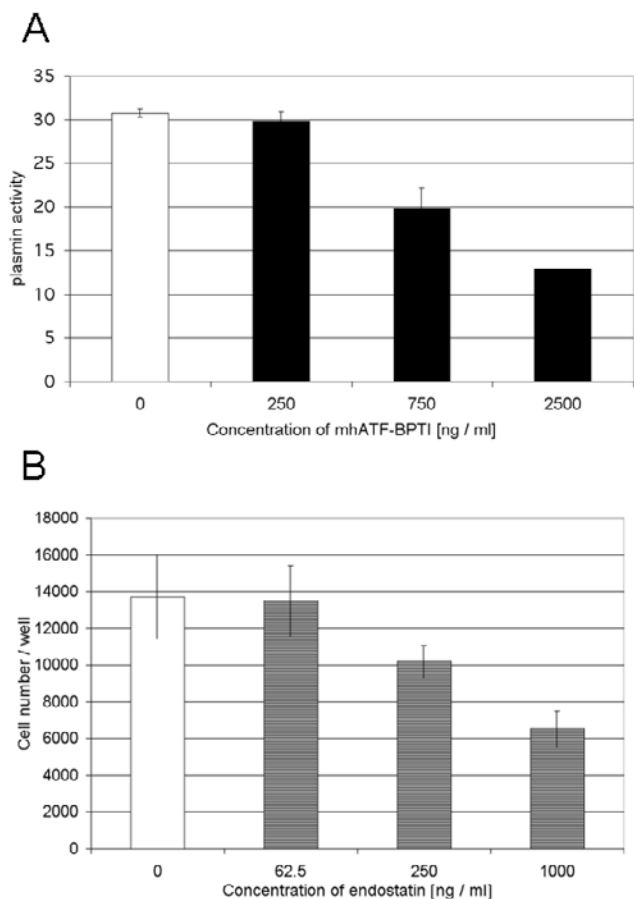 A
35
30
25
20
15
10
5
0
plasmin activity
0 250 750 2500
Concentration of mhATF-BPTI [ng / ml]
B
18000
16000
14000
12000
10000
8000
6000
4000
2000
0
Cell number / well
0 62.5 250 1000
Concentration of endostatin [ng / ml]